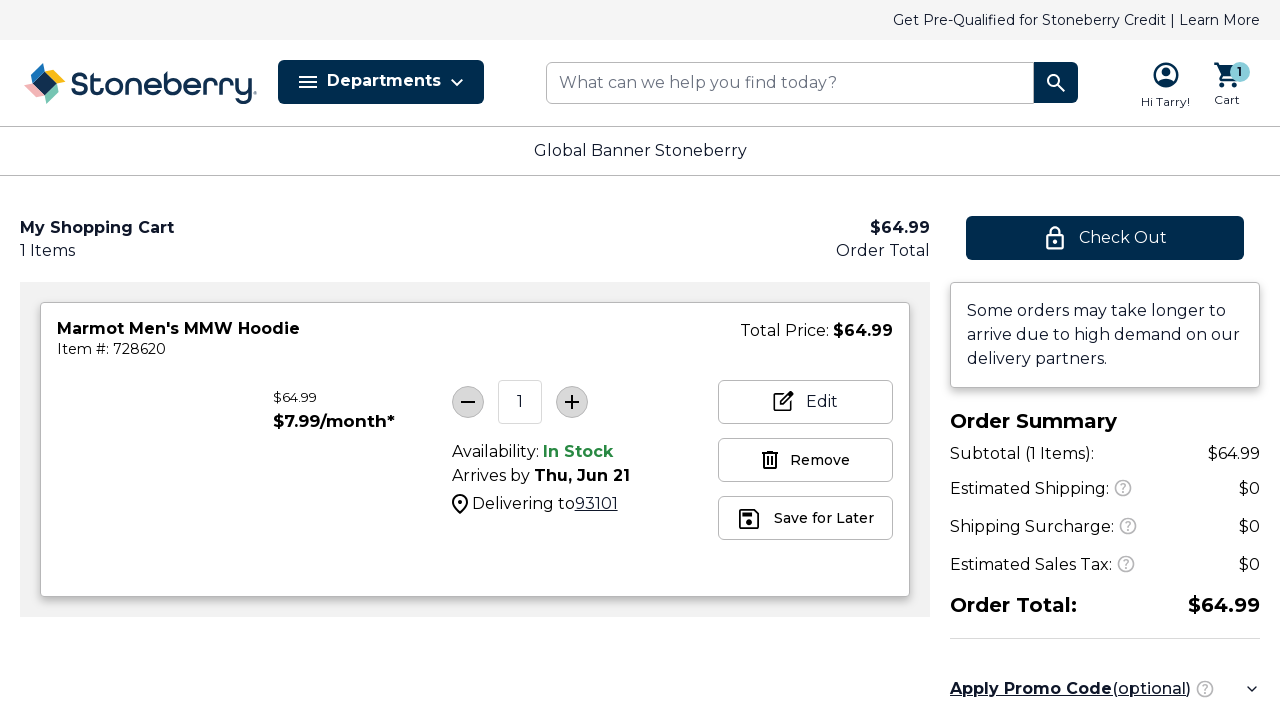 Get Pre-Qualified for Stoneberry Credit | Learn More
Stoneberry
Departments
What can we help you find today?
Hi Tarry!
1
Cart
Global Banner Stoneberry
My Shopping Cart
1 Items
$64.99
Order Total
Check Out
Marmot Men's MMW Hoodie
Item #: 728620
Total Price: $64.99
$64.99
$7.99/month*
1
Availability: In Stock
Arrives by Thu, Jun 21
Delivering to93101
Edit
Remove
Save for Later
Some orders may take longer to
arrive due to high demand on our
delivery partners.
Order Summary
Subtotal (1 Items): $64.99
Estimated Shipping: $0
Shipping Surcharge: $0
Estimated Sales Tax: $0
Order Total: $64.99
Apply Promo Code(optional)